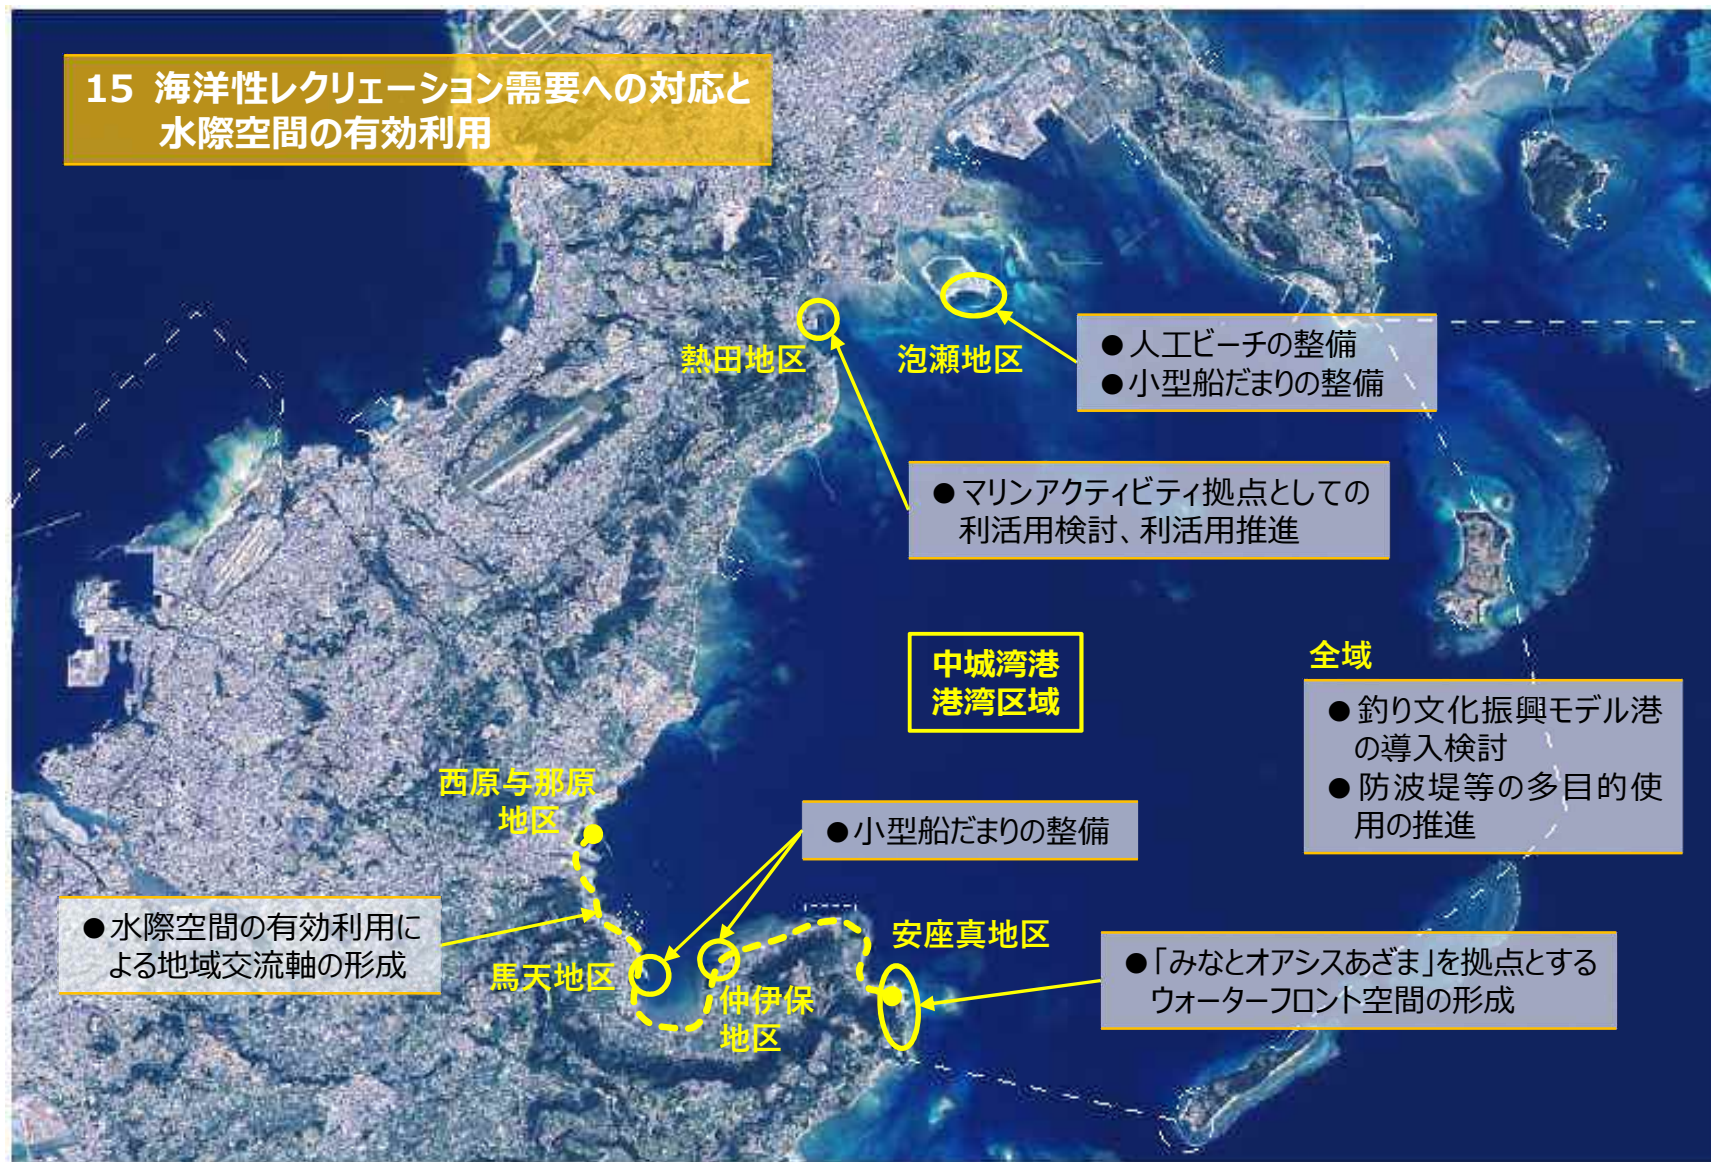 15 海洋性レクリエーション需要への対応と
水際空間の有効利用
熱田地区
泡瀬地区
●人工ビーチの整備
●小型船だまりの整備
●マリンアクティビティ拠点としての
利活用検討、利活用推進
中城湾港
港湾区域
全域
●釣り文化振興モデル港
の導入検討
●防波堤等の多目的使
用の推進
西原与那原
地区
●小型船だまりの整備
●水際空間の有効利用に
よる地域交流軸の形成
馬天地区
仲伊保
地区
安座真地区
●「みなとオアシスあざま」を拠点とする
ウォーターフロント空間の形成